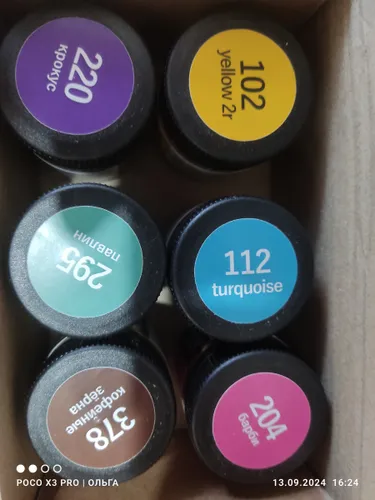 220
крокус
102
yellow 2r
295
павлин
112
turquoise
378
кофейные
зёрна
204
барби
POCO X3 PRO | ОЛЬГА
13.09.2024 16:24